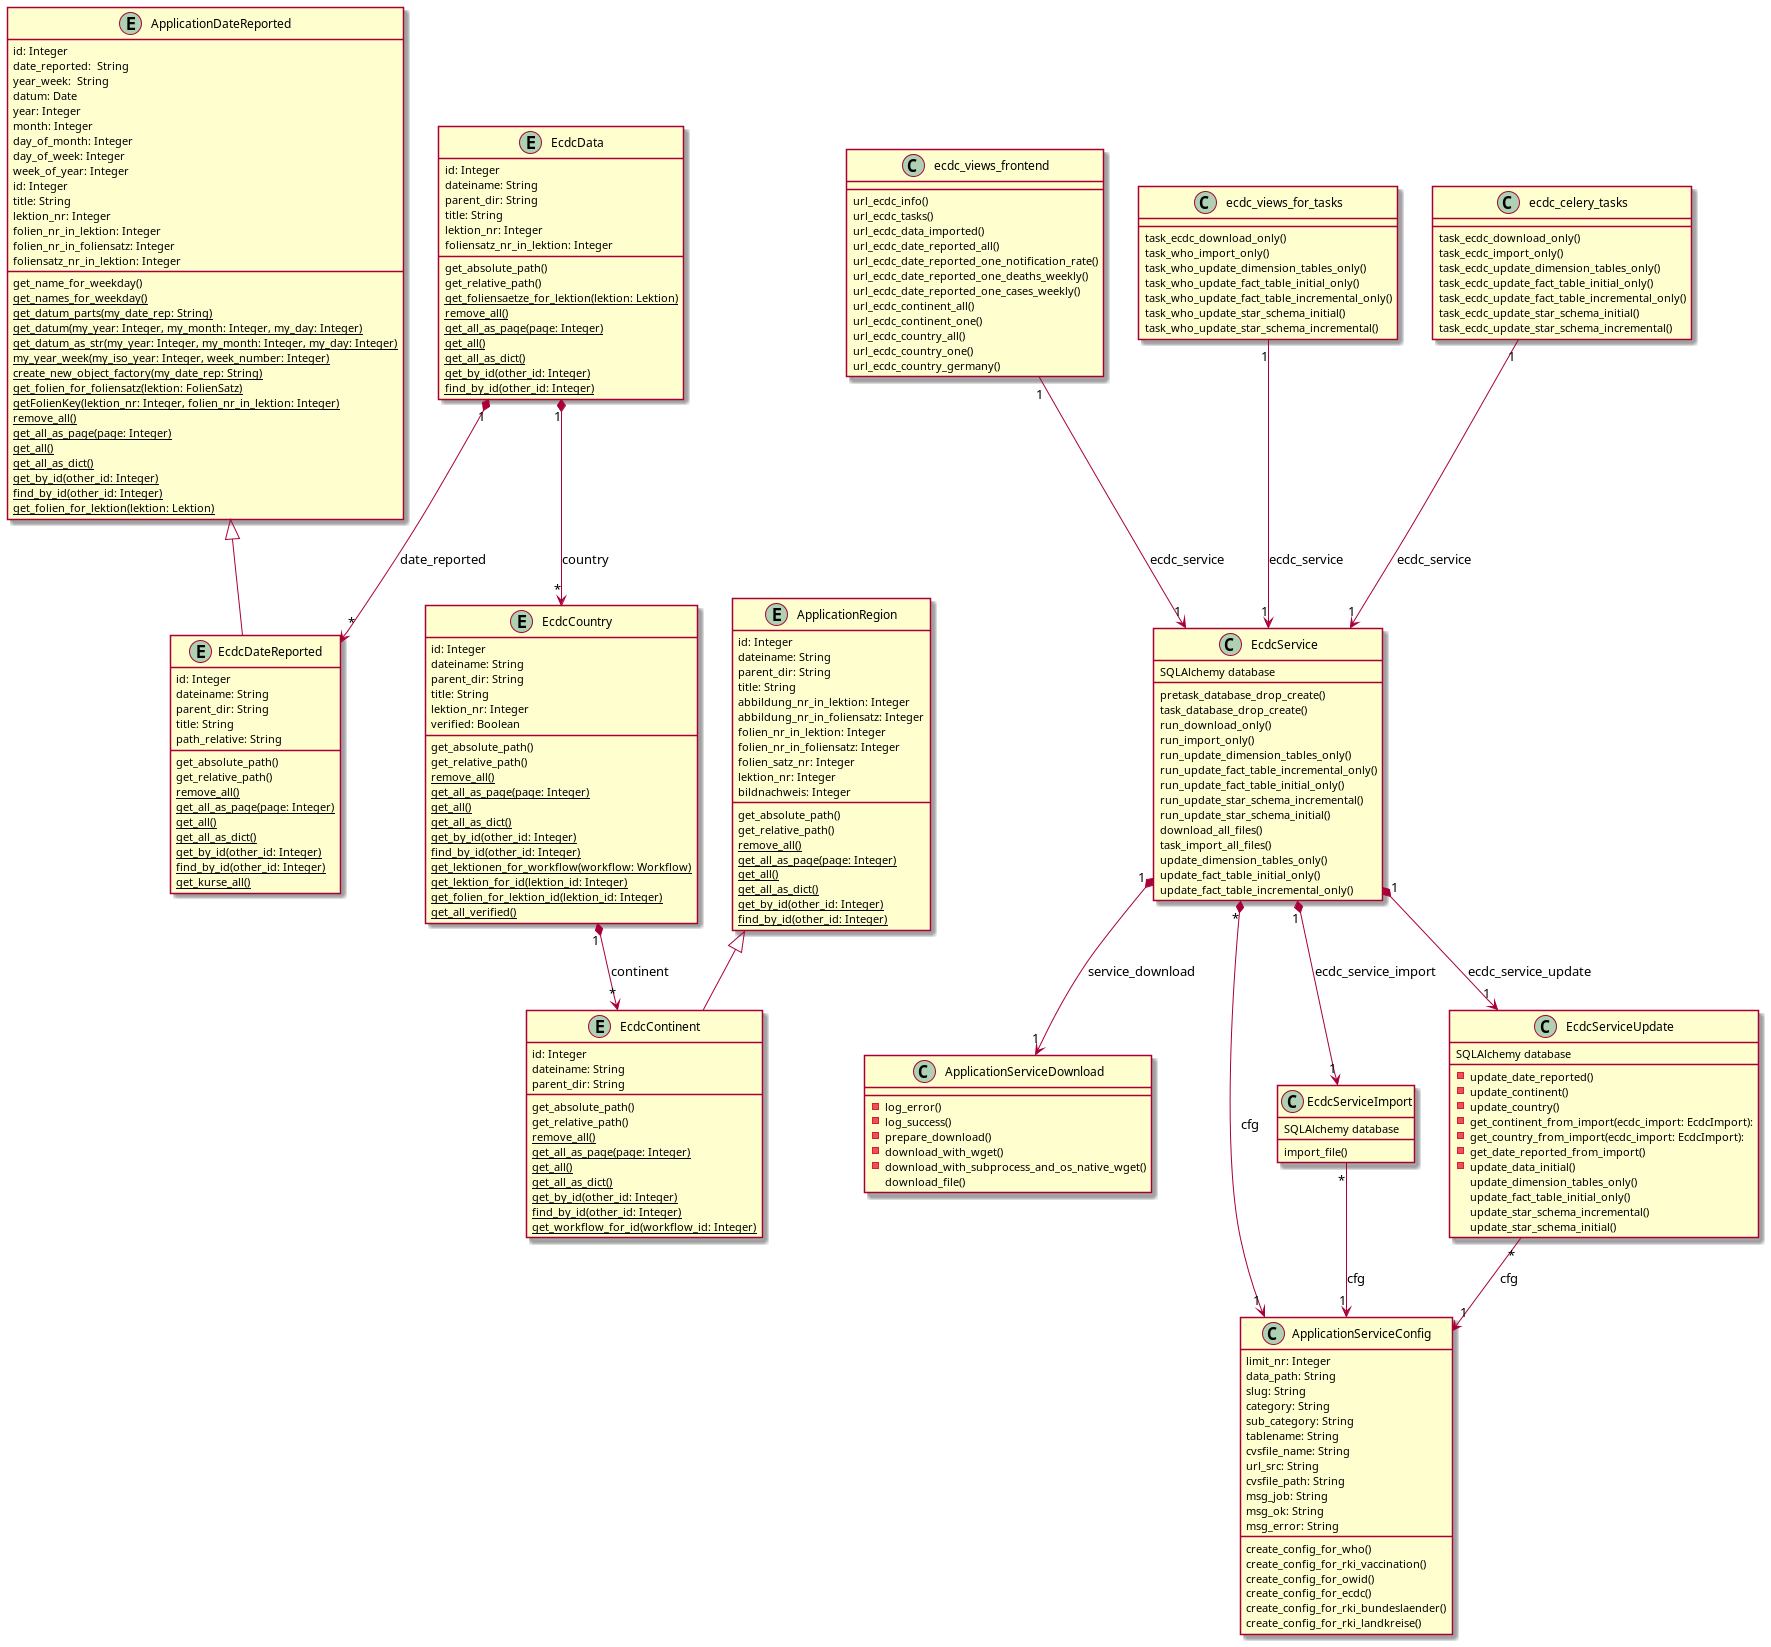 E ApplicationDateReported
id: Integer
date_reported:  String
year_week:  String
datum: Date
year: Integer
month: Integer
day_of_month: Integer
day_of_week: Integer
week_of_year: Integer
id: Integer
title: String
lektion_nr: Integer
folien_nr_in_lektion: Integer
folien_nr_in_foliensatz: Integer
foliensatz_nr_in_lektion: Integer
get_name_for_weekday()
get_names_for_weekday()
get_datum_parts(my_date_rep: String)
get_datum(my_year: Integer, my_month: Integer, my_day: Integer)
get_datum_as_str(my_year: Integer, my_month: Integer, my_day: Integer)
my_year_week(my_iso_year: Integer, week_number: Integer)
create_new_object_factory(my_date_rep: String)
get_folien_for_foliensatz(lektion: FolienSatz)
getFolienKey(lektion_nr: Integer, folien_nr_in_lektion: Integer)
remove_all()
get_all_as_page(page: Integer)
get_all()
get_all_as_dict()
get_by_id(other_id: Integer)
find_by_id(other_id: Integer)
get_folien_for_lektion(lektion: Lektion)
E EcdcData
id: Integer
dateiname: String
parent_dir: String
title: String
lektion_nr: Integer
foliensatz_nr_in_lektion: Integer
get_absolute_path()
get_relative_path()
get_foliensaetze_for_lektion(lektion: Lektion)
remove_all()
get_all_as_page(page: Integer)
get_all()
get_all_as_dict()
get_by_id(other_id: Integer)
find_by_id(other_id: Integer)
C ecdc_views_frontend
url_ecdc_info()
url_ecdc_tasks()
url_ecdc_data_imported()
url_ecdc_date_reported_all()
url_ecdc_date_reported_one_notification_rate()
url_ecdc_date_reported_one_deaths_weekly()
url_ecdc_date_reported_one_cases_weekly()
url_ecdc_continent_all()
url_ecdc_continent_one()
url_ecdc_country_all()
url_ecdc_country_one()
url_ecdc_country_germany()
C ecdc_views_for_tasks
task_ecdc_download_only()
task_who_import_only()
task_who_update_dimension_tables_only()
task_who_update_fact_table_initial_only()
task_who_update_fact_table_incremental_only()
task_who_update_star_schema_initial()
task_who_update_star_schema_incremental()
C ecdc_celery_tasks
task_ecdc_download_only()
task_ecdc_import_only()
task_ecdc_update_dimension_tables_only()
task_ecdc_update_fact_table_initial_only()
task_ecdc_update_fact_table_incremental_only()
task_ecdc_update_star_schema_initial()
task_ecdc_update_star_schema_incremental()
1
1
1
1
1
date_reported
country
ecdc_service
ecdc_service
ecdc_service
*
*
1
1
1
E EcdcDateReported
id: Integer
dateiname: String
parent_dir: String
title: String
path_relative: String
get_absolute_path()
get_relative_path()
remove_all()
get_all_as_page(page: Integer)
get_all()
get_all_as_dict()
get_by_id(other_id: Integer)
find_by_id(other_id: Integer)
get_kurse_all()
E EcdcCountry
id: Integer
dateiname: String
parent_dir: String
title: String
lektion_nr: Integer
verified: Boolean
get_absolute_path()
get_relative_path()
remove_all()
get_all_as_page(page: Integer)
get_all()
get_all_as_dict()
get_by_id(other_id: Integer)
find_by_id(other_id: Integer)
get_lektionen_for_workflow(workflow: Workflow)
get_lektion_for_id(lektion_id: Integer)
get_folien_for_lektion_id(lektion_id: Integer)
get_all_verified()
E ApplicationRegion
id: Integer
dateiname: String
parent_dir: String
title: String
abbildung_nr_in_lektion: Integer
abbildung_nr_in_foliensatz: Integer
folien_nr_in_lektion: Integer
folien_nr_in_foliensatz: Integer
folien_satz_nr: Integer
lektion_nr: Integer
bildnachweis: Integer
get_absolute_path()
get_relative_path()
remove_all()
get_all_as_page(page: Integer)
get_all()
get_all_as_dict()
get_by_id(other_id: Integer)
find_by_id(other_id: Integer)
C EcdcService
SQLAlchemy database
pretask_database_drop_create()
task_database_drop_create()
run_download_only()
run_import_only()
run_update_dimension_tables_only()
run_update_fact_table_incremental_only()
run_update_fact_table_initial_only()
run_update_star_schema_incremental()
run_update_star_schema_initial()
download_all_files()
task_import_all_files()
update_dimension_tables_only()
update_fact_table_initial_only()
update_fact_table_incremental_only()
1
1
*
1
1
continent
service_download
ecdc_service_import
ecdc_service_update
*
1
1
1
E EcdcContinent
id: Integer
dateiname: String
parent_dir: String
get_absolute_path()
get_relative_path()
remove_all()
get_all_as_page(page: Integer)
get_all()
get_all_as_dict()
get_by_id(other_id: Integer)
find_by_id(other_id: Integer)
get_workflow_for_id(workflow_id: Integer)
C ApplicationServiceDownload
log_error()
log_success()
prepare_download()
download_with_wget()
download_with_subprocess_and_os_native_wget()
download_file()
cfg
C EcdcServiceImport
SQLAlchemy database
import_file()
C EcdcServiceUpdate
SQLAlchemy database
update_date_reported()
update_continent()
update_country()
get_continent_from_import(ecdc_import: EcdcImport):
get_country_from_import(ecdc_import: EcdcImport):
get_date_reported_from_import()
update_data_initial()
update_dimension_tables_only()
update_fact_table_initial_only()
update_star_schema_incremental()
update_star_schema_initial()
*
*
cfg
cfg
1
1
1
C ApplicationServiceConfig
limit_nr: Integer
data_path: String
slug: String
category: String
sub_category: String
tablename: String
cvsfile_name: String
url_src: String
cvsfile_path: String
msg_job: String
msg_ok: String
msg_error: String
create_config_for_who()
create_config_for_rki_vaccination()
create_config_for_owid()
create_config_for_ecdc()
create_config_for_rki_bundeslaender()
create_config_for_rki_landkreise()